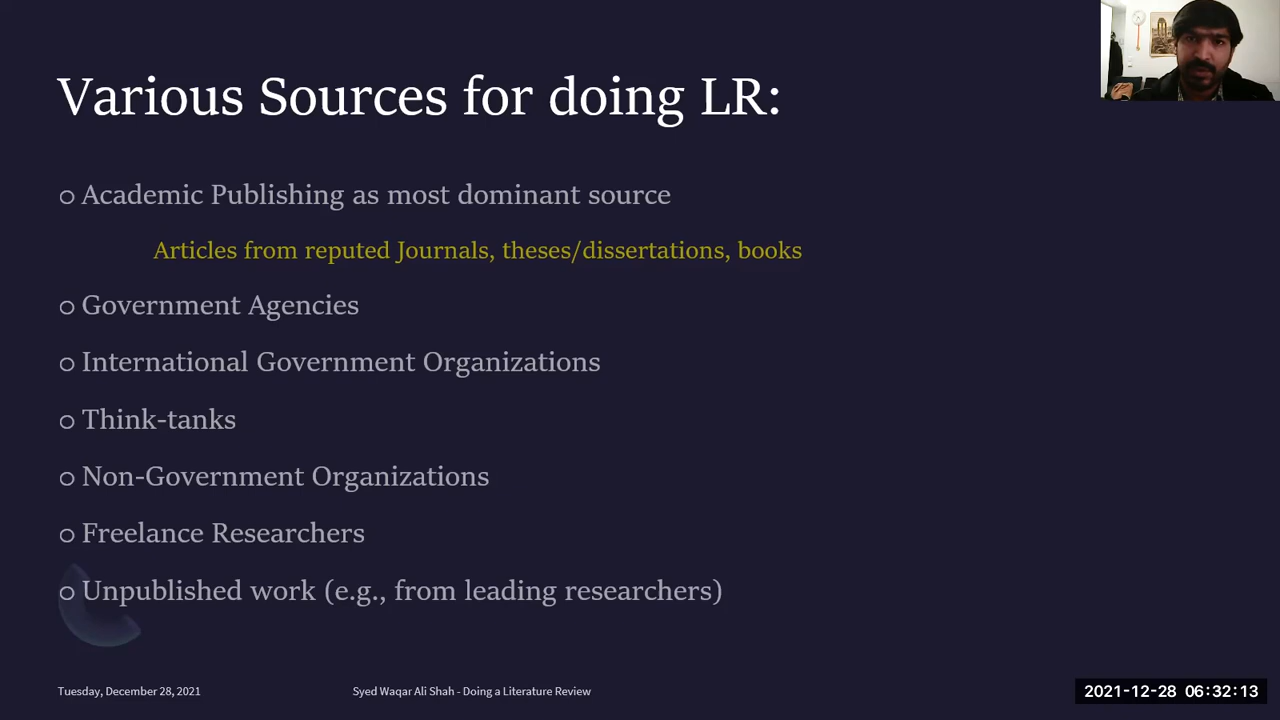 Various Sources for doing LR:
o Academic Publishing as most dominant source
Articles from reputed Journals, theses/dissertations, books
o Government Agencies
o International Government Organizations
o Think-tanks
o Non-Government Organizations
o Freelance Researchers
o Unpublished work (e.g., from leading researchers)
Tuesday, December 28, 2021
Syed Waqar Ali Shah - Doing a Literature Review
2021-12-28 06:32:13